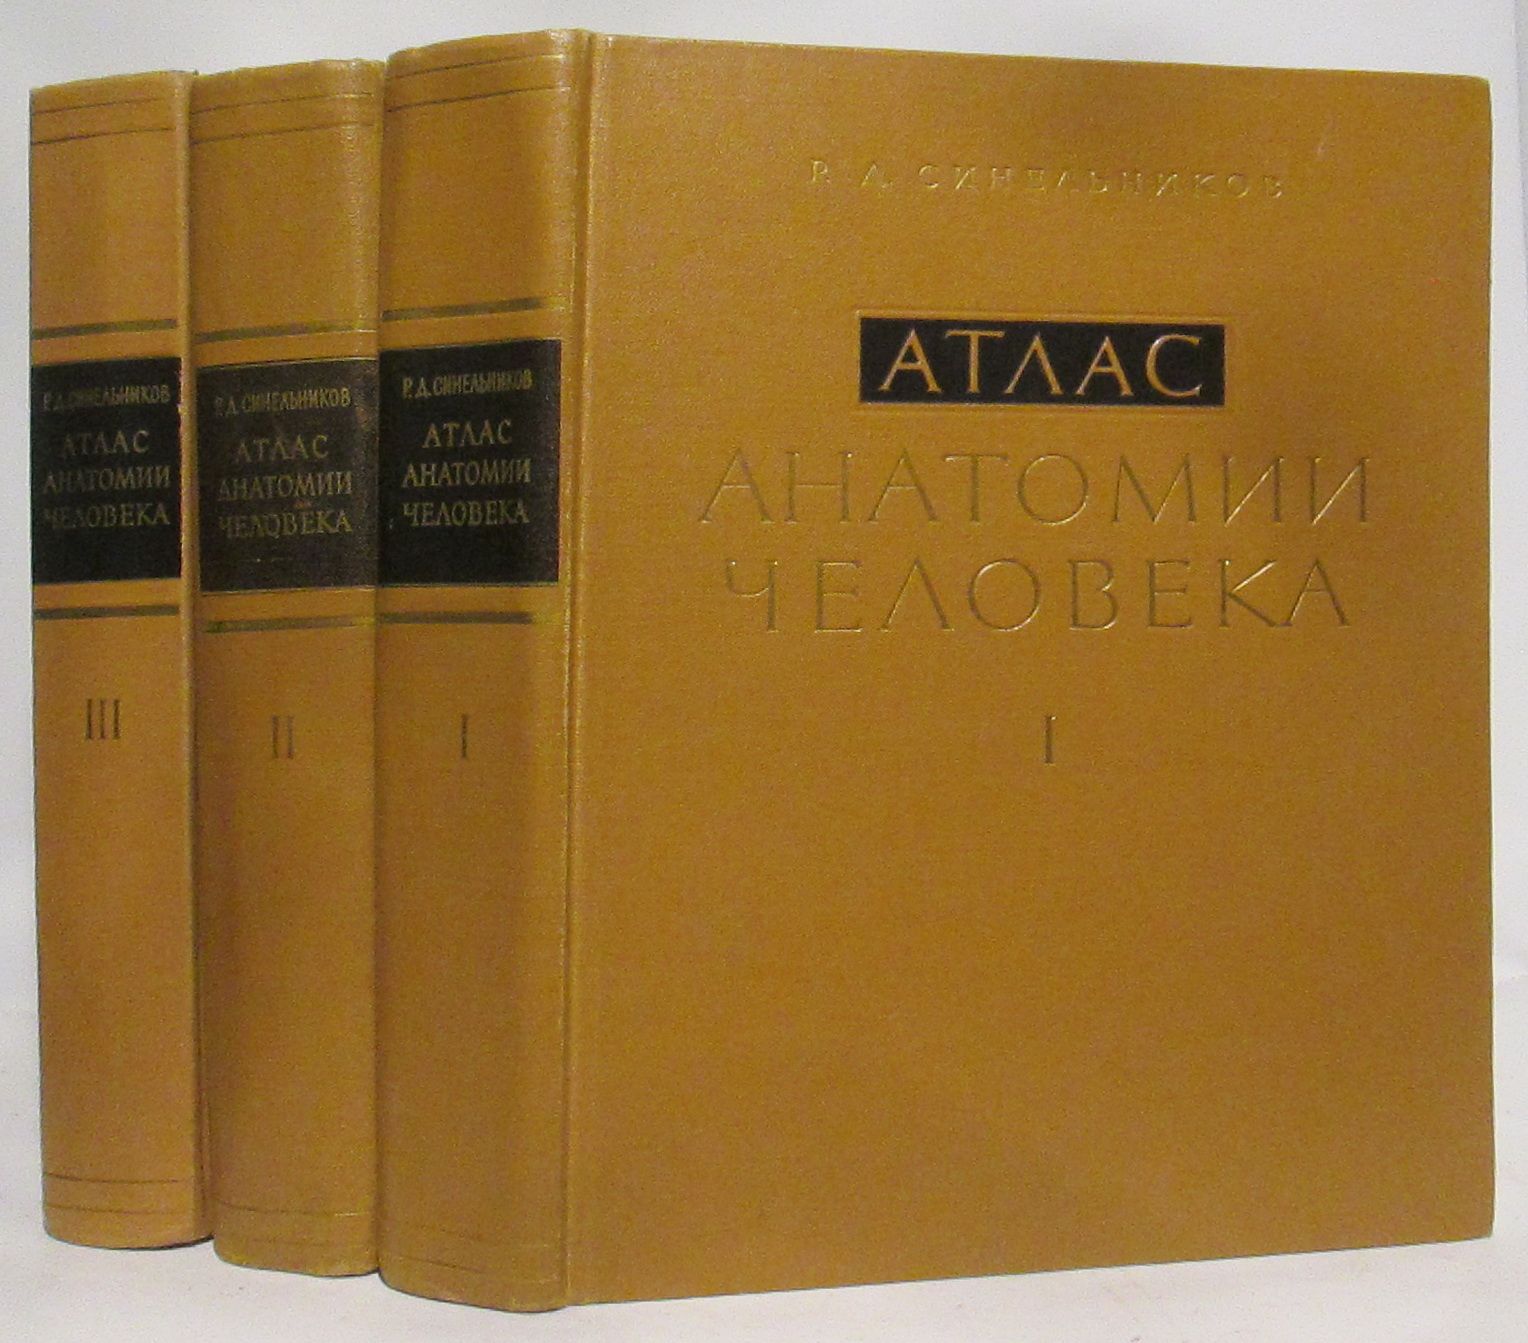 Р. Д. СИНЕЛЬНИКОВ
АТЛАС
АНАТОМИИ
ЧЕЛОВЕКА
III
Р. Д. СИНЕЛЬНИКОВ
АТЛАС
АНАТОМИИ
ЧЕЛОВЕКА
II
Р. Д. СИНЕЛЬНИКОВ
АТЛАС
АНАТОМИИ
ЧЕЛОВЕКА
I
Р. Д. СИНЕЛЬНИКОВ
АТЛАС
АНАТОМИИ
ЧЕЛОВЕКА
I